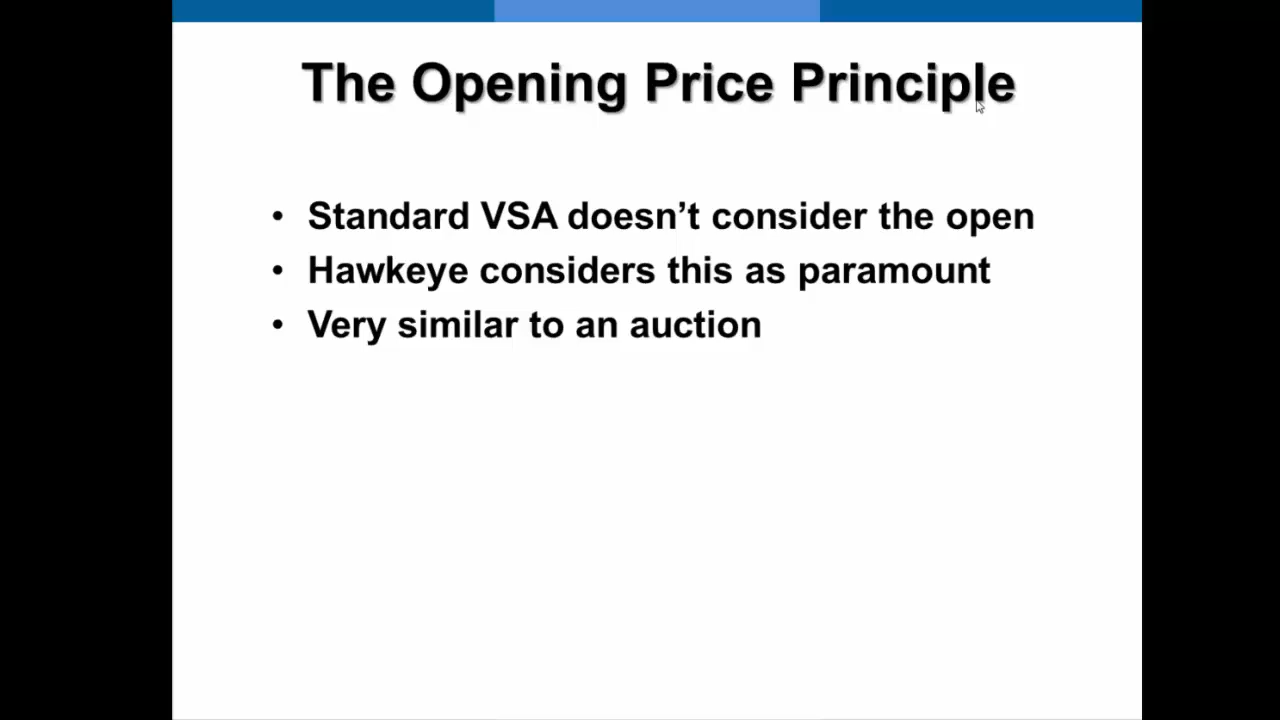 The Opening Price Principle
• Standard VSA doesn’t consider the open
• Hawkeye considers this as paramount
• Very similar to an auction